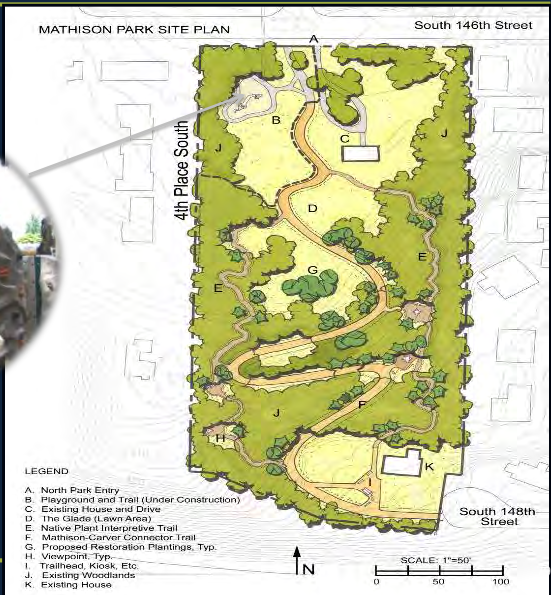 MATHISON PARK SITE PLAN
South 146th Street
A
B
C
J
J
4th Place South
D
E
E
G
F
J
H
K
I
LEGEND
A. North Park Entry
B. Playground and Trail (Under Construction)
C. Existing House and Drive
D. The Glade (Lawn Area)
E. Native Plant Interpretive Trail
F. Mathison-Carver Connector Trail
G. Proposed Restoration Plantings, Typ.
H. Viewpoint, Typ.
I. Trailhead, Kiosk, Etc.
J. Existing Woodlands
K. Existing House
South 148th
Street
N
SCALE: 1"=50'
0 50 100